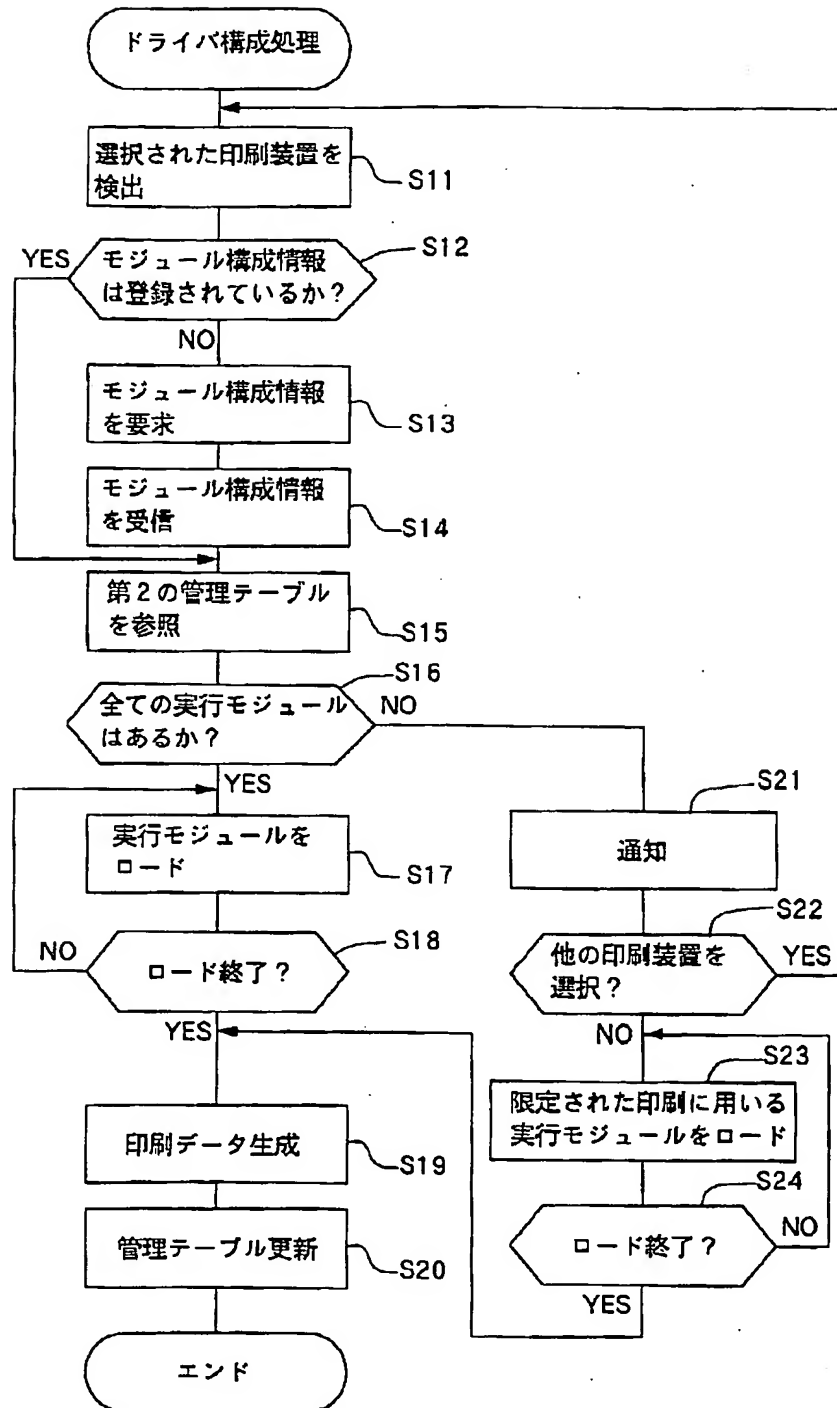 ドライバ構成処理
選択された印刷装置を
検出
S11
モジュール構成情報
は登録されているか？
S12
YES
NO
モジュール構成情報
を要求
S13
モジュール構成情報
を受信
S14
第2の管理テーブル
を参照
S15
S16
全ての実行モジュール
はあるか？
NO
YES
実行モジュールを
ロード
S17
ロード終了？
S18
NO
YES
印刷データ生成
S19
管理テーブル更新
S20
エンド
S21
通知
S22
他の印刷装置を
選択？
YES
NO
S23
限定された印刷に用いる
実行モジュールをロード
S24
ロード終了？
NO
YES